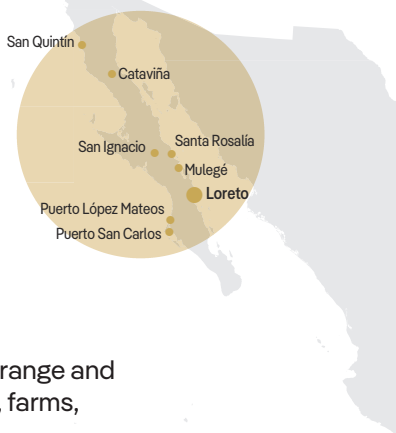 San Quintín
Cataviña
San Ignacio
Santa Rosalía
Mulegé
Loreto
Puerto López Mateos
Puerto San Carlos
range and
, farms,